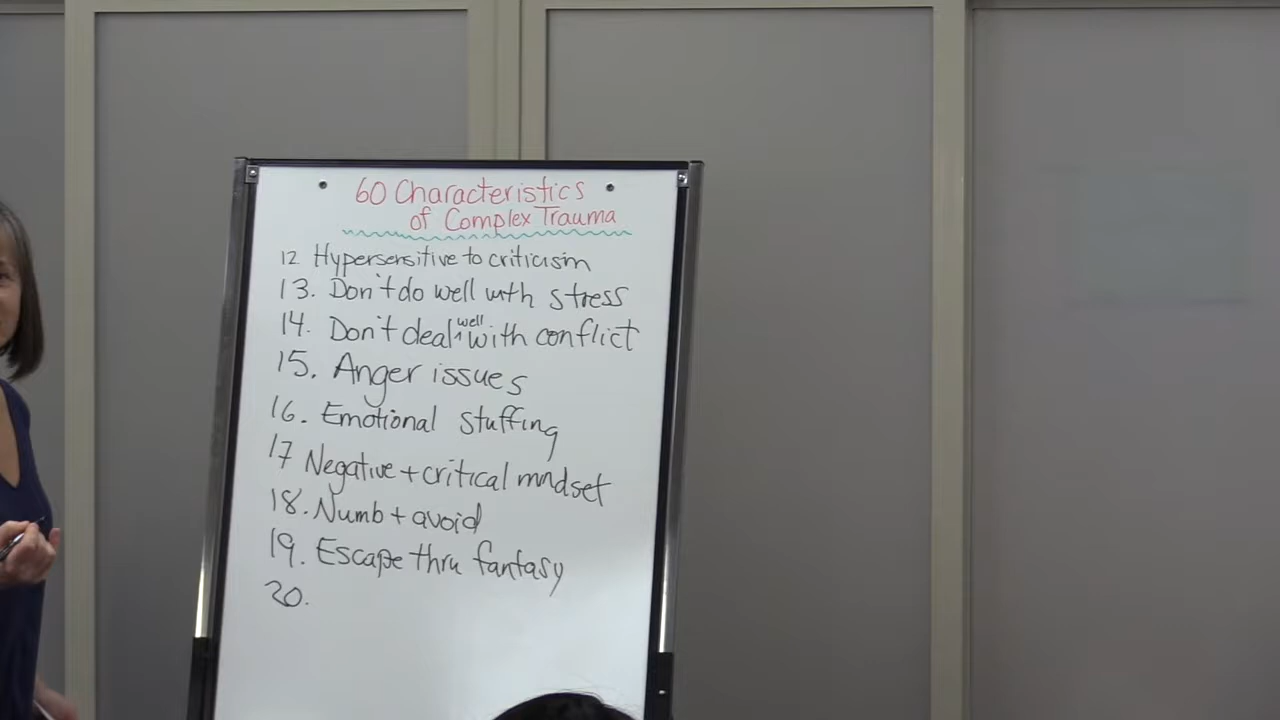 60 Characteristics
of Complex Trauma
12 Hypersensitive to criticism
13. Don't do well with stress
14. Don't deal well with conflict
15. Anger issues
16. Emotional stuffing
17 Negative + critical mindset
18. Numb + avoid
19. Escape thru fantasy
20.